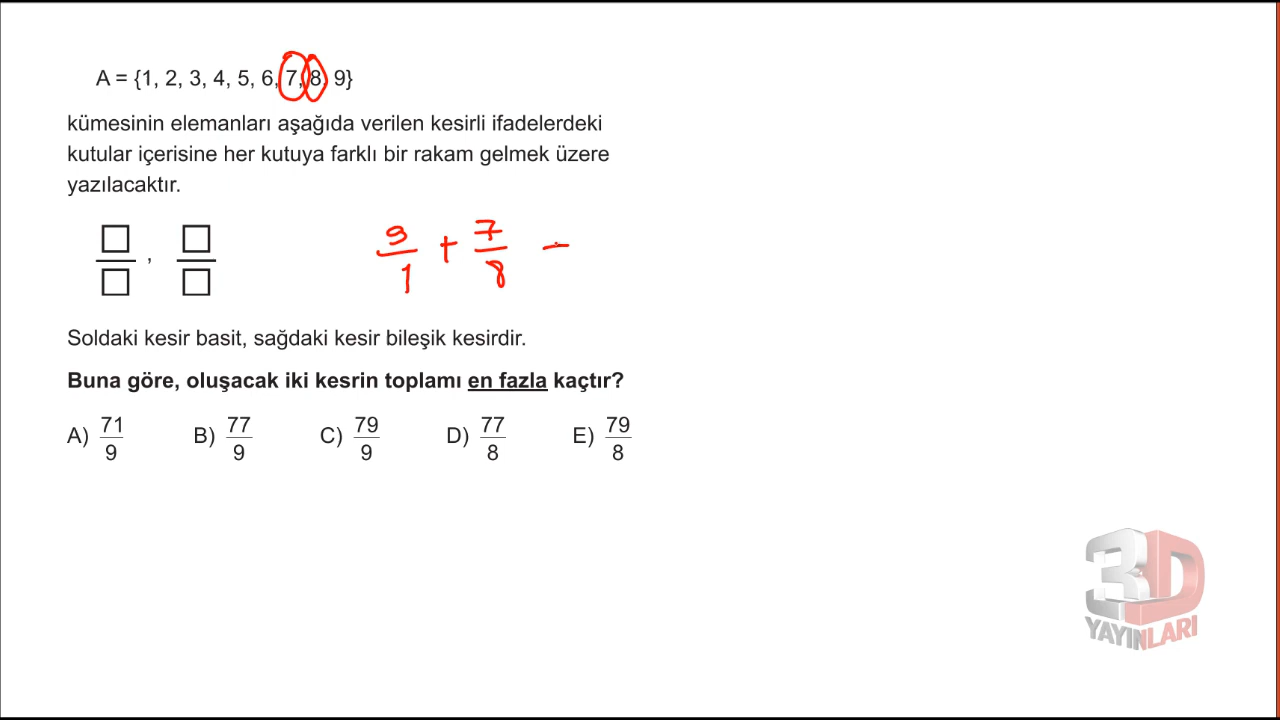 A = {1, 2, 3, 4, 5, 6, 7, 8, 9}
kümesinin elemanları aşağıda verilen kesirli ifadelerdeki
kutular içerisine her kutuya farklı bir rakam gelmek üzere
yazılacaktır.
□/□ , □/□
9/1 + 7/8 =
Soldaki kesir basit, sağdaki kesir bileşik kesirdir.
Buna göre, oluşacak iki kesrin toplamı en fazla kaçtır?
A) 71/9 B) 77/9 C) 79/9 D) 77/8 E) 79/8
3D
YAYINLARI